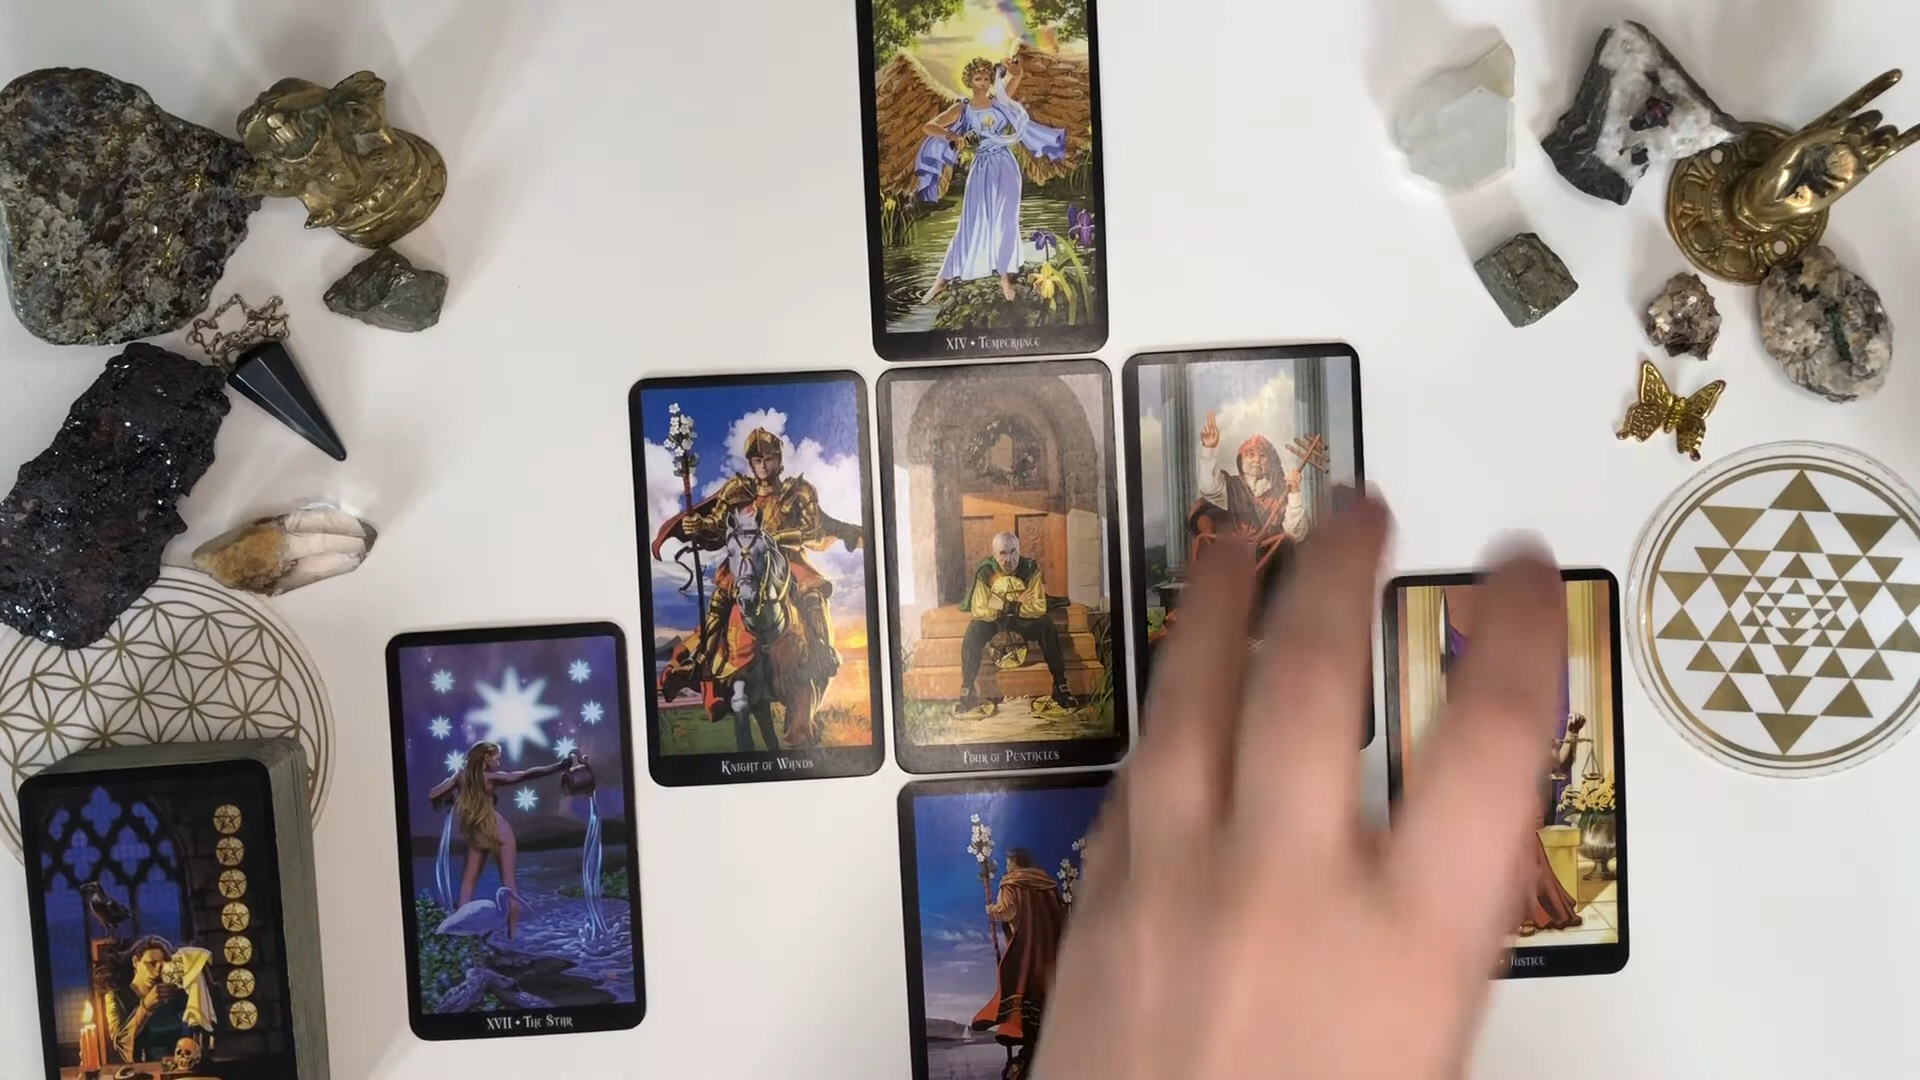 XIV • Temperance
Knight of Wands
Four of Pentacles
XVII • The Star
Justice